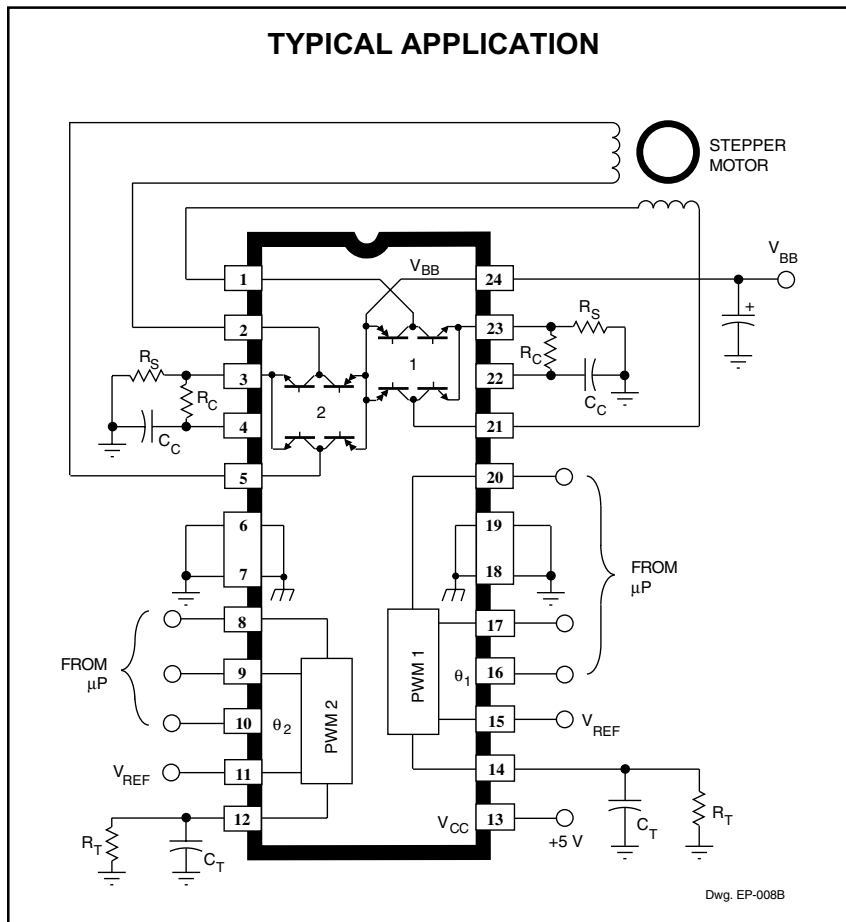 TYPICAL APPLICATION
STEPPER
MOTOR
V_BB
V_BB
+
1
24
2
23
R_S
R_C
C_C
1
2
R_S
R_C
C_C
3
22
4
21
5
20
6
19
7
18
FROM
µP
8
17
FROM
µP
9
16
θ_2
PWM 2
PWM 1
θ_1
10
15
V_REF
V_REF
11
14
12
V_CC
13
+5 V
R_T
C_T
C_T
R_T
Dwg. EP-008B